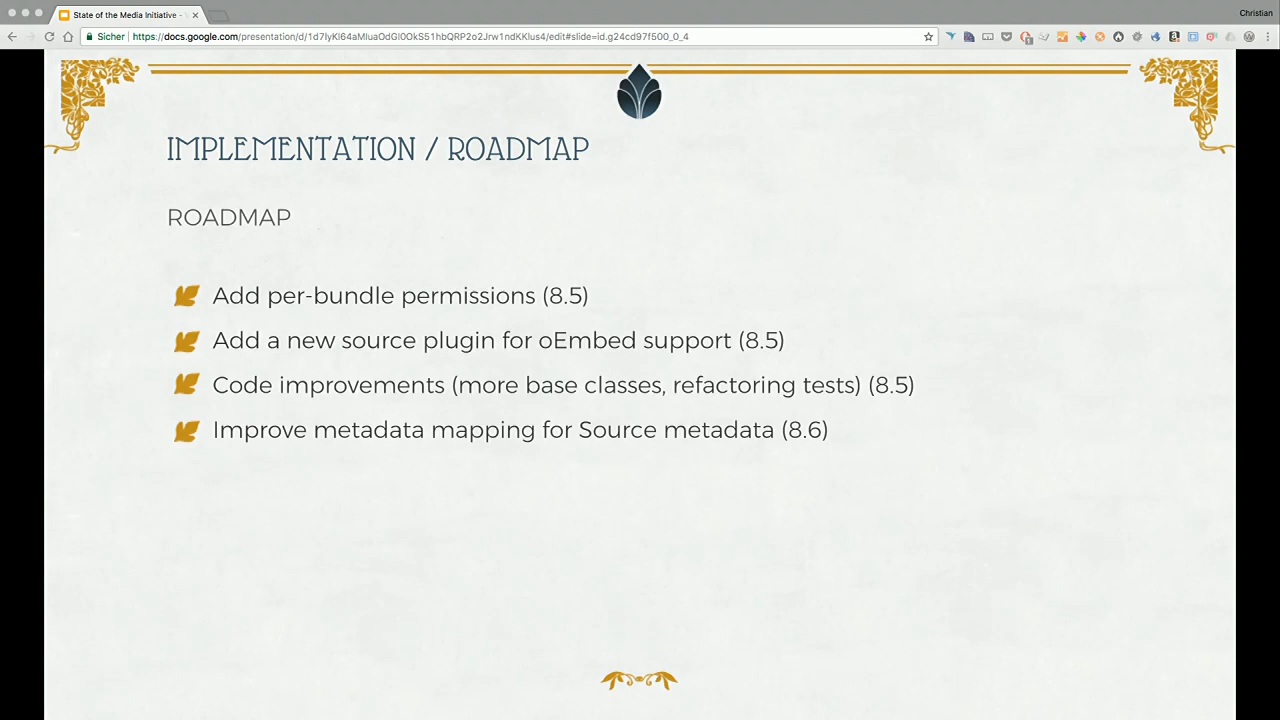 State of the Media Initiative -
Christian
Sicher
https://docs.google.com/presentation/d/1d7IyKl64aMluaOdGl0OkS51hbQRP2o2Jrw1ndKKlus4/edit#slide=id.g24cd97f500_0_4
IMPLEMENTATION / ROADMAP
ROADMAP
Add per-bundle permissions (8.5)
Add a new source plugin for oEmbed support (8.5)
Code improvements (more base classes, refactoring tests) (8.5)
Improve metadata mapping for Source metadata (8.6)